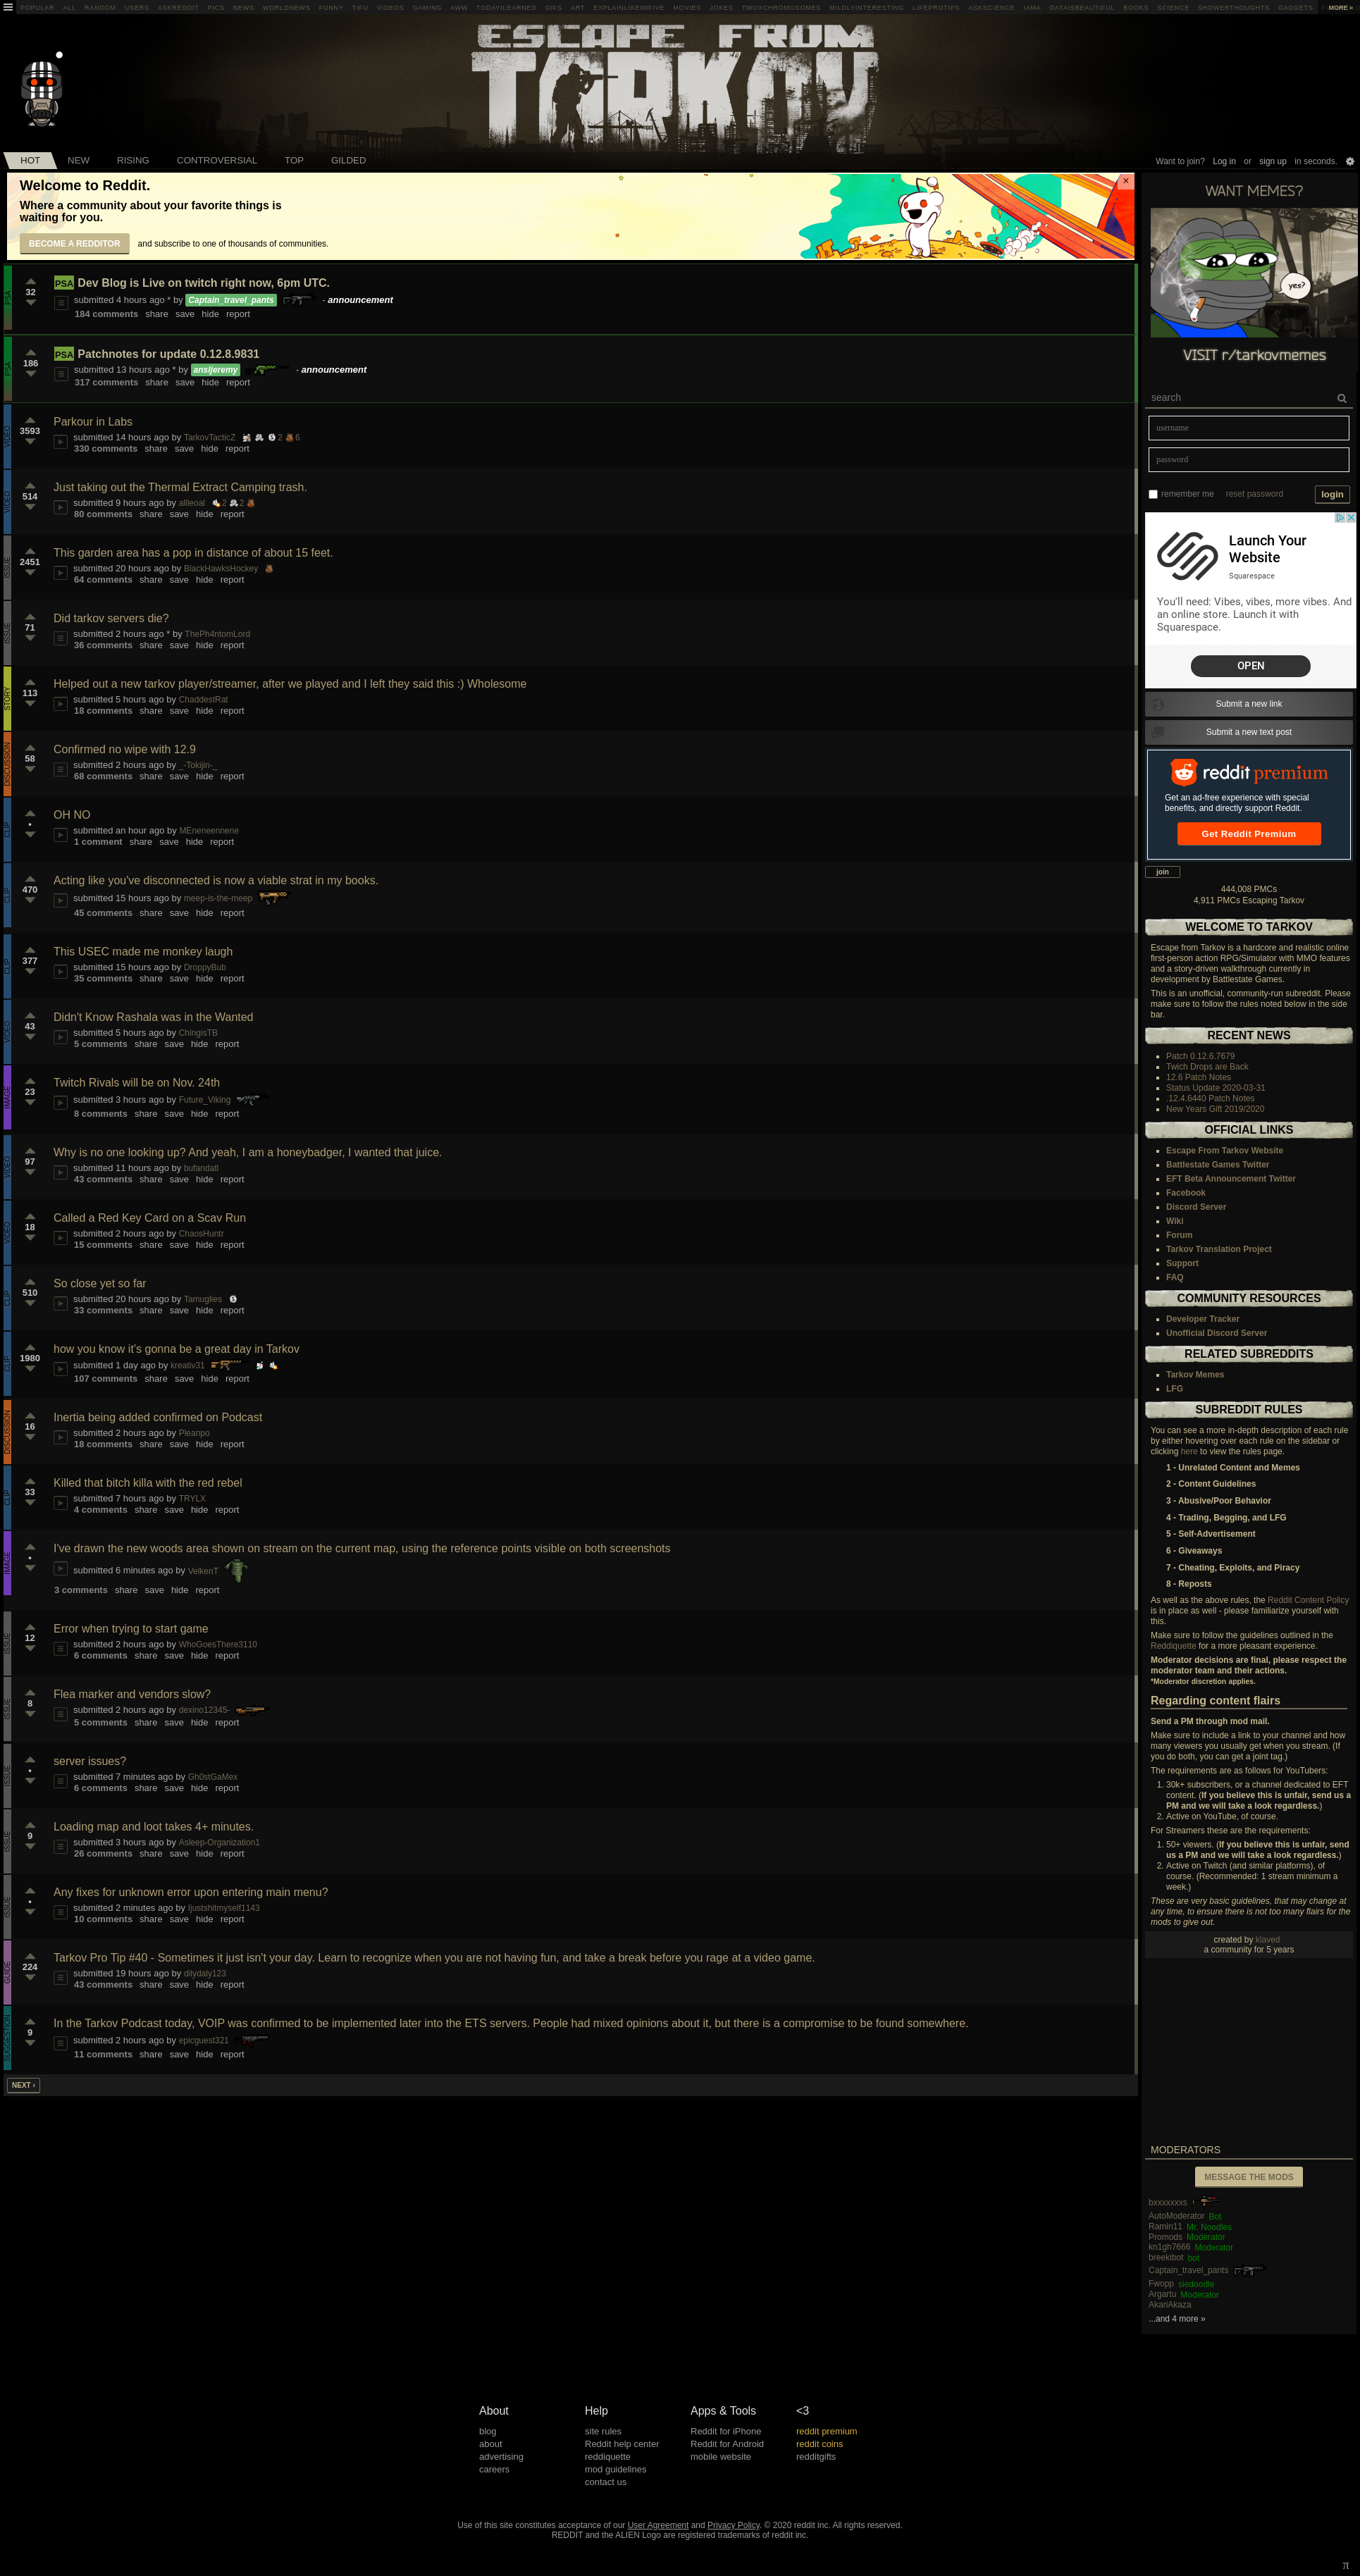 POPULAR ALL RANDOM USERS ASKREDDIT PICS NEWS WORLDNEWS FUNNY TIFU VIDEOS GAMING AWW TODAYILEARNED GIFS ART EXPLAINLIKEIMFIVE MOVIES JOKES TWOXCHROMOSOMES MILDLYINTERESTING LIFEPROTIPS ASKSCIENCE IAMA DATAISBEAUTIFUL BOOKS SCIENCE SHOWERTHOUGHTS GADGETS MORE »
ESCAPE FROM
TARKOV
HOT NEW RISING CONTROVERSIAL TOP GILDED
Want to join? Log in or sign up in seconds.
Welcome to Reddit.
Where a community about your favorite things is
waiting for you.
BECOME A REDDITOR and subscribe to one of thousands of communities.
×
PSA
32
PSA Dev Blog is Live on twitch right now, 6pm UTC.
submitted 4 hours ago * by Captain_travel_pants - announcement
184 comments share save hide report
PSA
186
PSA Patchnotes for update 0.12.8.9831
submitted 13 hours ago * by ansljeremy - announcement
317 comments share save hide report
VIDEO
3593
Parkour in Labs
submitted 14 hours ago by TarkovTacticZ 2 6
330 comments share save hide report
VIDEO
514
Just taking out the Thermal Extract Camping trash.
submitted 9 hours ago by allleoal 2 2
80 comments share save hide report
ISSUE
2451
This garden area has a pop in distance of about 15 feet.
submitted 20 hours ago by BlackHawksHockey
64 comments share save hide report
ISSUE
71
Did tarkov servers die?
submitted 2 hours ago * by ThePh4ntomLord
36 comments share save hide report
STORY
113
Helped out a new tarkov player/streamer, after we played and I left they said this :) Wholesome
submitted 5 hours ago by ChaddestRat
18 comments share save hide report
DISCUSSION
58
Confirmed no wipe with 12.9
submitted 2 hours ago by _-Tokijin-_
68 comments share save hide report
CLIP
•
OH NO
submitted an hour ago by MEneneennene
1 comment share save hide report
CLIP
470
Acting like you've disconnected is now a viable strat in my books.
submitted 15 hours ago by meep-is-the-meep
45 comments share save hide report
CLIP
377
This USEC made me monkey laugh
submitted 15 hours ago by DroppyBub
35 comments share save hide report
VIDEO
43
Didn't Know Rashala was in the Wanted
submitted 5 hours ago by ChingisTB
5 comments share save hide report
IMAGE
23
Twitch Rivals will be on Nov. 24th
submitted 3 hours ago by Future_Viking
8 comments share save hide report
VIDEO
97
Why is no one looking up? And yeah, I am a honeybadger, I wanted that juice.
submitted 11 hours ago by bufandatl
43 comments share save hide report
VIDEO
18
Called a Red Key Card on a Scav Run
submitted 2 hours ago by ChaosHuntr
15 comments share save hide report
CLIP
510
So close yet so far
submitted 20 hours ago by Tamuglies
33 comments share save hide report
CLIP
1980
how you know it's gonna be a great day in Tarkov
submitted 1 day ago by kreativ31
107 comments share save hide report
DISCUSSION
16
Inertia being added confirmed on Podcast
submitted 2 hours ago by Pleanpo
18 comments share save hide report
CLIP
33
Killed that bitch killa with the red rebel
submitted 7 hours ago by TRYLX
4 comments share save hide report
IMAGE
•
I've drawn the new woods area shown on stream on the current map, using the reference points visible on both screenshots
submitted 6 minutes ago by VelkenT
3 comments share save hide report
ISSUE
12
Error when trying to start game
submitted 2 hours ago by WhoGoesThere3110
6 comments share save hide report
ISSUE
8
Flea marker and vendors slow?
submitted 2 hours ago by dexino12345-
5 comments share save hide report
ISSUE
•
server issues?
submitted 7 minutes ago by Gh0stGaMex
6 comments share save hide report
ISSUE
9
Loading map and loot takes 4+ minutes.
submitted 3 hours ago by Asleep-Organization1
26 comments share save hide report
ISSUE
•
Any fixes for unknown error upon entering main menu?
submitted 2 minutes ago by Ijustshitmyself1143
10 comments share save hide report
GUIDE
224
Tarkov Pro Tip #40 - Sometimes it just isn't your day. Learn to recognize when you are not having fun, and take a break before you rage at a video game.
submitted 19 hours ago by dilydaly123
43 comments share save hide report
SUGGESTION
9
In the Tarkov Podcast today, VOIP was confirmed to be implemented later into the ETS servers. People had mixed opinions about it, but there is a compromise to be found somewhere.
submitted 2 hours ago by epicguest321
11 comments share save hide report
NEXT ›
WANT MEMES?
yes?
VISIT r/tarkovmemes
search
username
password
remember me reset password login
Launch Your
Website
Squarespace
You'll need: Vibes, vibes, more vibes. And
an online store. Launch it with
Squarespace.
OPEN
Submit a new link
Submit a new text post
reddit premium
Get an ad-free experience with special
benefits, and directly support Reddit.
Get Reddit Premium
join
444,008 PMCs
4,911 PMCs Escaping Tarkov
WELCOME TO TARKOV
Escape from Tarkov is a hardcore and realistic online
first-person action RPG/Simulator with MMO features
and a story-driven walkthrough currently in
development by Battlestate Games.
This is an unofficial, community-run subreddit. Please
make sure to follow the rules noted below in the side
bar.
RECENT NEWS
Patch 0.12.6.7679
Twich Drops are Back
12.6 Patch Notes
Status Update 2020-03-31
.12.4.6440 Patch Notes
New Years Gift 2019/2020
OFFICIAL LINKS
Escape From Tarkov Website
Battlestate Games Twitter
EFT Beta Announcement Twitter
Facebook
Discord Server
Wiki
Forum
Tarkov Translation Project
Support
FAQ
COMMUNITY RESOURCES
Developer Tracker
Unofficial Discord Server
RELATED SUBREDDITS
Tarkov Memes
LFG
SUBREDDIT RULES
You can see a more in-depth description of each rule
by either hovering over each rule on the sidebar or
clicking here to view the rules page.
1 - Unrelated Content and Memes
2 - Content Guidelines
3 - Abusive/Poor Behavior
4 - Trading, Begging, and LFG
5 - Self-Advertisement
6 - Giveaways
7 - Cheating, Exploits, and Piracy
8 - Reposts
As well as the above rules, the Reddit Content Policy
is in place as well - please familiarize yourself with
this.
Make sure to follow the guidelines outlined in the
Reddiquette for a more pleasant experience.
Moderator decisions are final, please respect the
moderator team and their actions.
*Moderator discretion applies.
Regarding content flairs
Send a PM through mod mail.
Make sure to include a link to your channel and how
many viewers you usually get when you stream. (If
you do both, you can get a joint tag.)
The requirements are as follows for YouTubers:
1. 30k+ subscribers, or a channel dedicated to EFT
content. (If you believe this is unfair, send us a
PM and we will take a look regardless.)
2. Active on YouTube, of course.
For Streamers these are the requirements:
1. 50+ viewers. (If you believe this is unfair, send
us a PM and we will take a look regardless.)
2. Active on Twitch (and similar platforms), of
course. (Recommended: 1 stream minimum a
week.)
These are very basic guidelines, that may change at
any time, to ensure there is not too many flairs for the
mods to give out.
created by klaved
a community for 5 years
MODERATORS
MESSAGE THE MODS
bxxxxxxxs
AutoModerator Bot
Ramin11 Mr. Noodles
Promods Moderator
kn1gh7666 Moderator
breekibot bot
Captain_travel_pants
Fwopp siedoodle
Argartu Moderator
AkariAkaza
...and 4 more »
About
blog
about
advertising
careers
Help
site rules
Reddit help center
reddiquette
mod guidelines
contact us
Apps & Tools
Reddit for iPhone
Reddit for Android
mobile website
<3
reddit premium
reddit coins
redditgifts
Use of this site constitutes acceptance of our User Agreement and Privacy Policy. © 2020 reddit inc. All rights reserved.
REDDIT and the ALIEN Logo are registered trademarks of reddit inc.
π